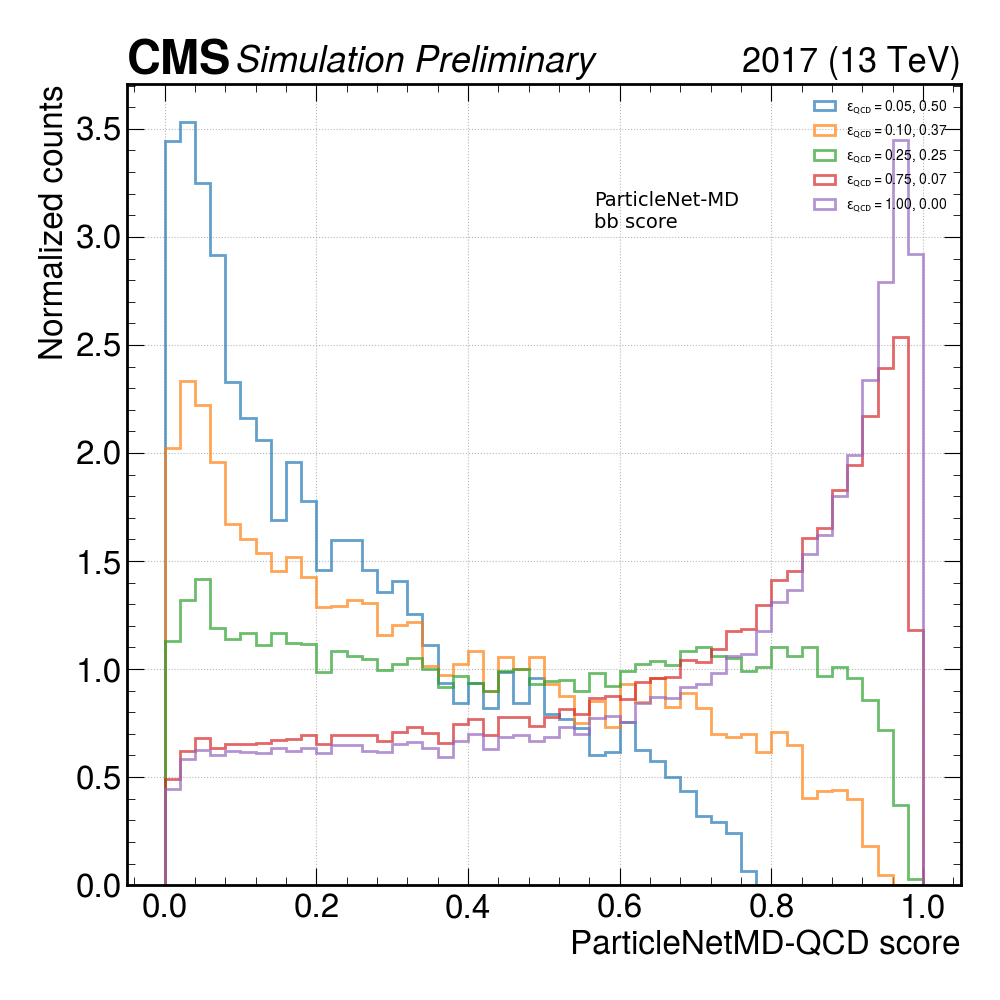 CMS Simulation Preliminary 2017 (13 TeV)
Normalized counts
3.5
3.0
2.5
2.0
1.5
1.0
0.5
0.0
ε_QCD = 0.05, 0.50
ε_QCD = 0.10, 0.37
ε_QCD = 0.25, 0.25
ε_QCD = 0.75, 0.07
ε_QCD = 1.00, 0.00
ParticleNet-MD
bb score
0.0 0.2 0.4 0.6 0.8 1.0
ParticleNetMD-QCD score